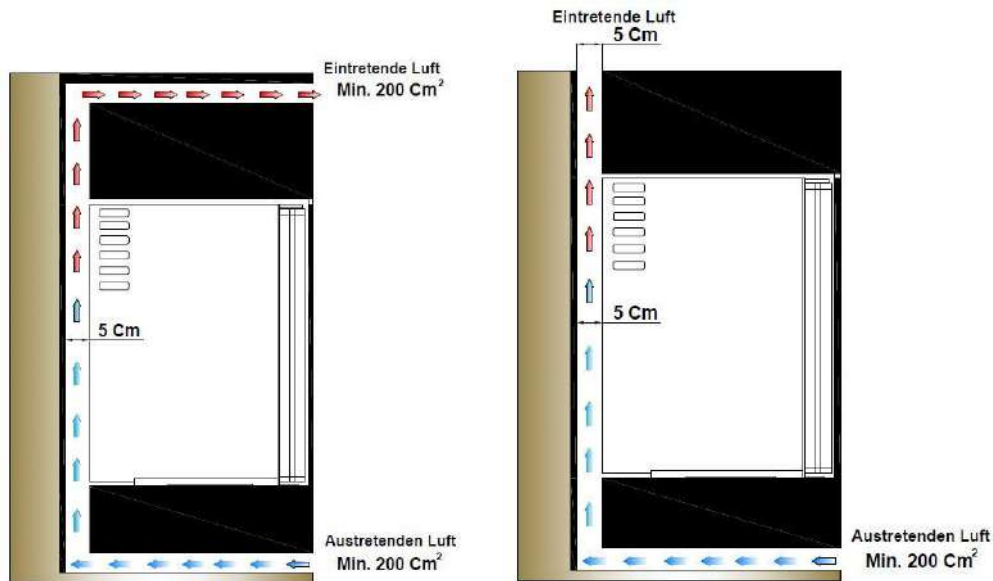 Eintretende Luft
Min. 200 Cm²
5 Cm
Austretenden Luft
Min. 200 Cm²
Eintretende Luft
5 Cm
5 Cm
Austretenden Luft
Min. 200 Cm²